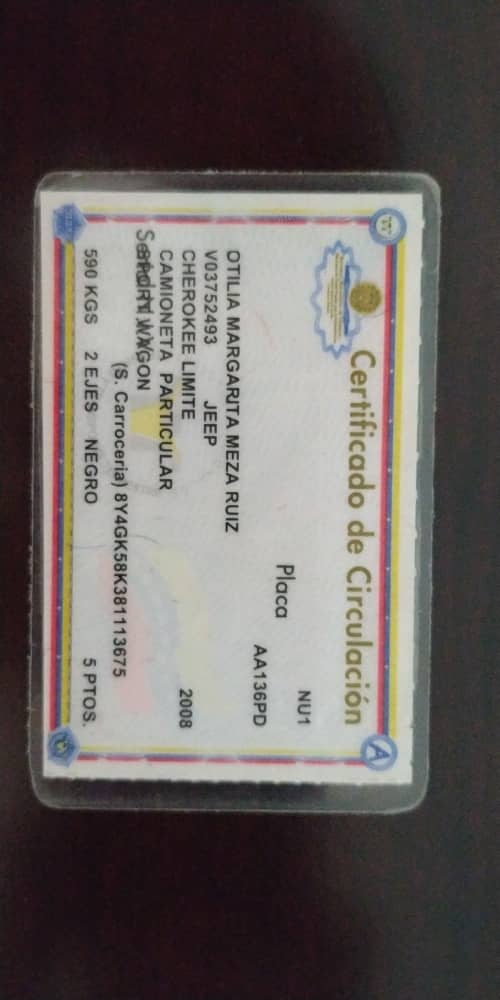 Certificado de Circulación
NU1
Placa
AA136PD
OTILIA MARGARITA MEZA RUIZ
V03752493 JEEP
CHEROKEE LIMITE 2008
CAMIONETA PARTICULAR
SPORT WAGON
(S. Carroceria) 8Y4GK58K381113675
590 KGS 2 EJES NEGRO 5 PTOS.